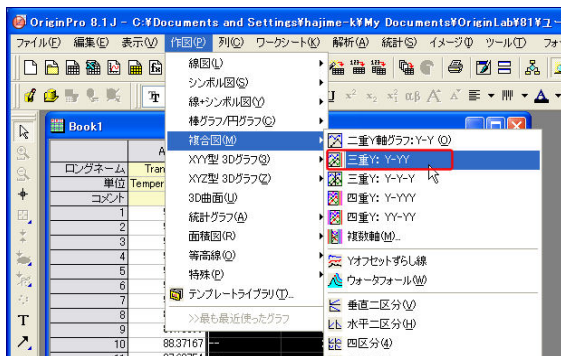 OriginPro 8.1J - C:¥Documents and Settings¥hajime-k¥My Documents¥OriginLab¥81¥ユー
ファイル(F) 編集(E) 表示(V) 作図(P) 列(C) ワークシート(K) 解析(A) 統計(S) イメージ(I) ツール(T) フォー
Book1
ロングネーム Tran
単位 Temper
コメント
1
2
3
4
5
6
7
8
9
10 88.37167 --
線図(L)
シンボル図(S)
線+シンボル図(Y)
棒グラフ/円グラフ(C)
複合図(M)
XYY型 3Dグラフ(3)
XYZ型 3Dグラフ(Z)
3D曲面(U)
統計グラフ(A)
面積図(R)
等高線(O)
特殊(P)
テンプレートライブラリ(T)...
>>最も最近使ったグラフ
二重Y軸グラフ:Y-Y (O)
三重Y: Y-YY
三重Y: Y-Y-Y
四重Y: Y-YYY
四重Y: YY-YY
複数軸(M)...
Yオフセットずらし線
ウォータフォール(W)
垂直二区分(V)
水平二区分(H)
四区分(4)